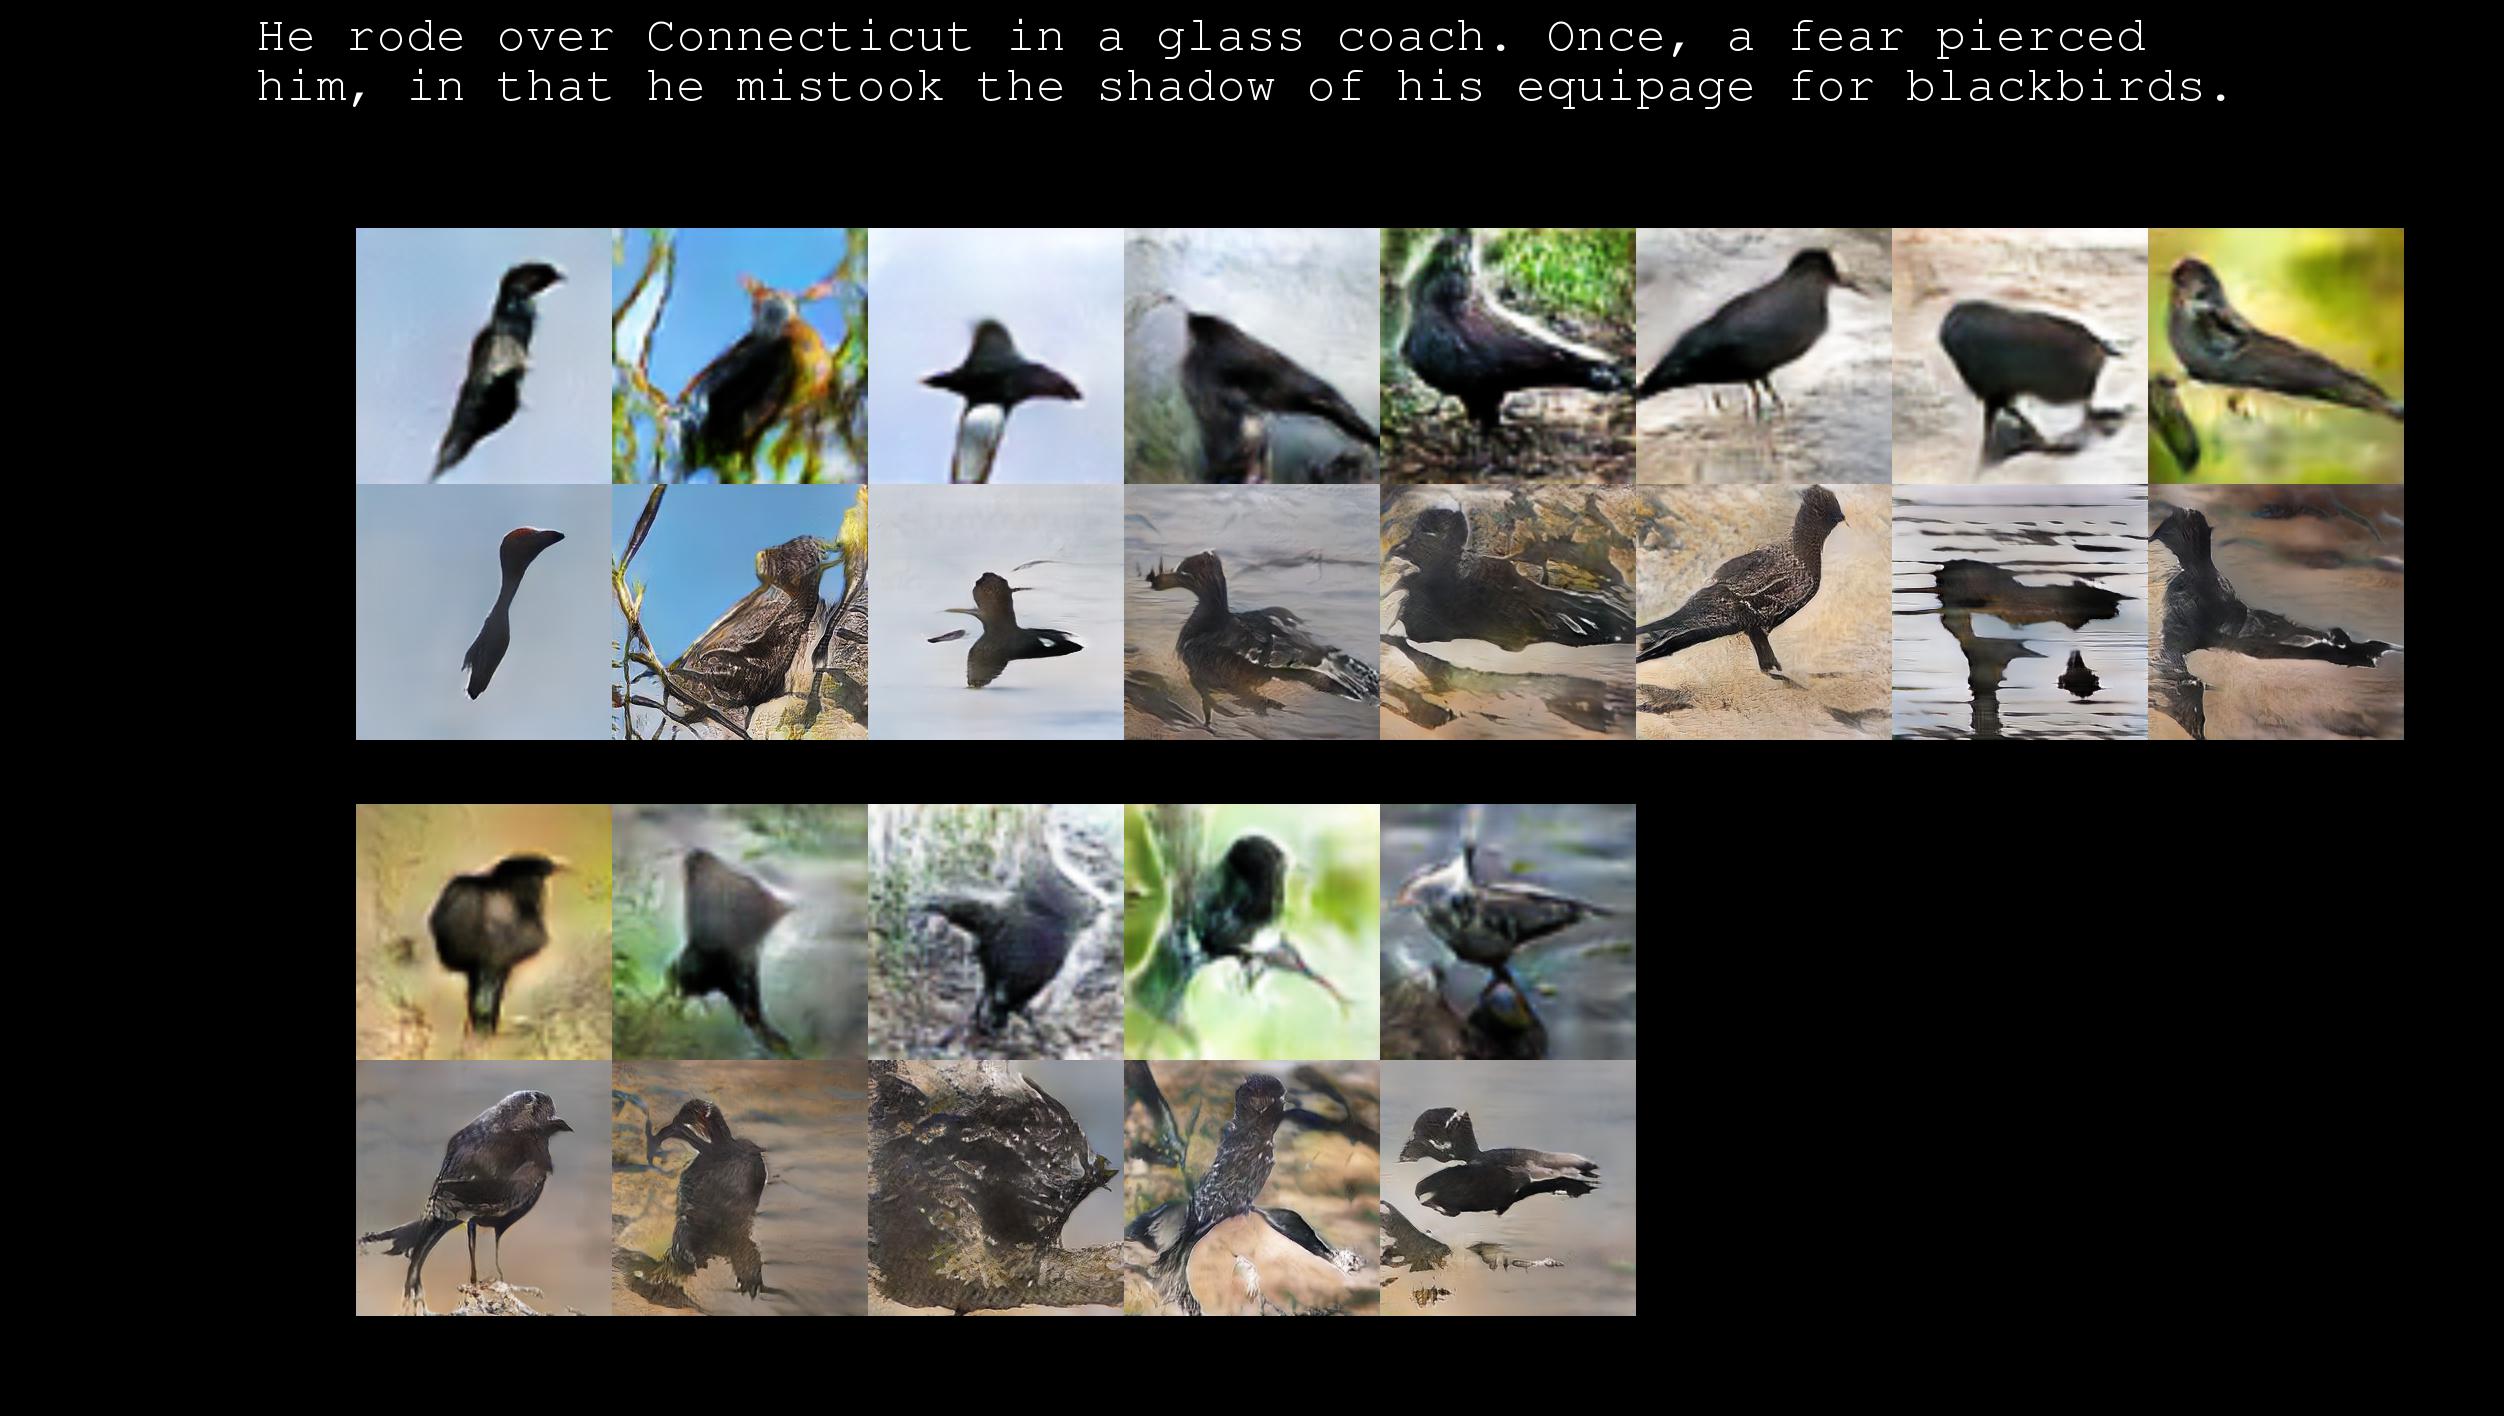 He rode over Connecticut in a glass coach. Once, a fear pierced
him, in that he mistook the shadow of his equipage for blackbirds.